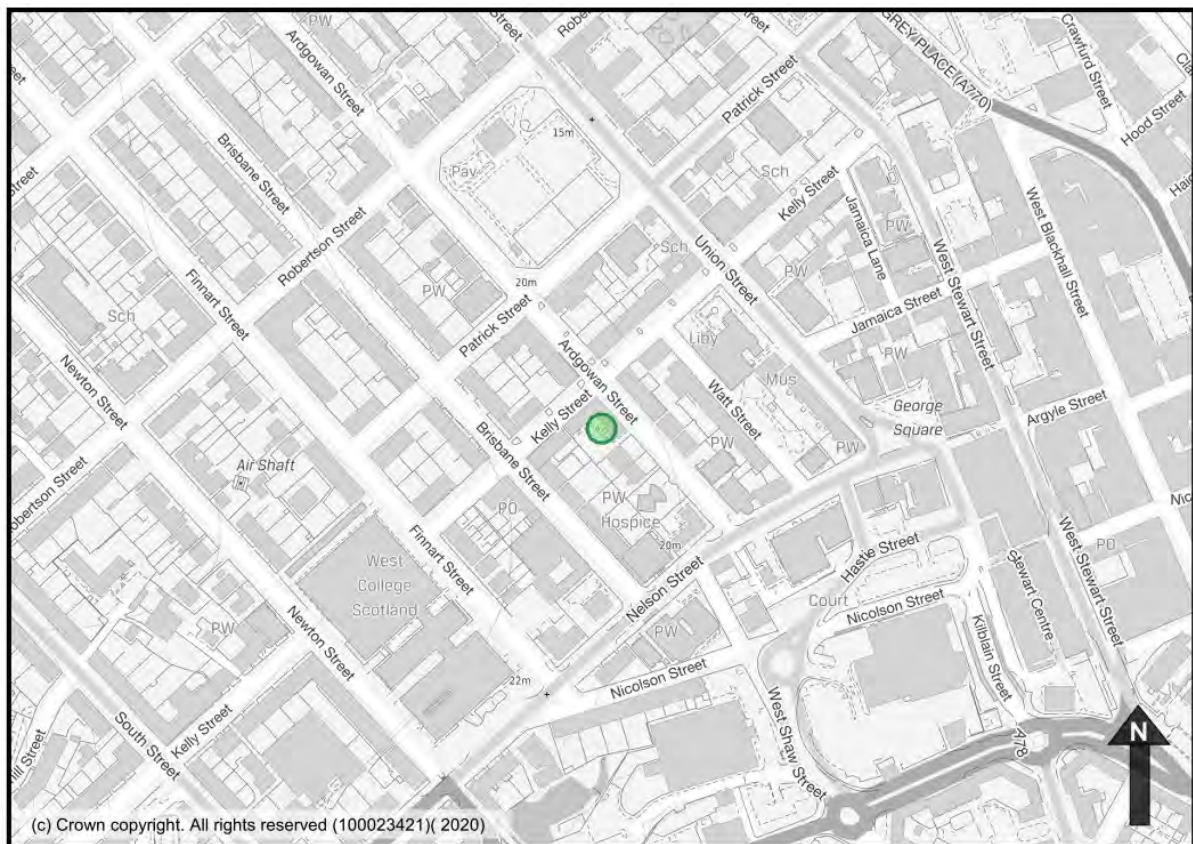 PW
Ardgowan Street
Street
GREY PLACE (A770)
Crawfurd Street
Hood Street
Patrick Street
15m
Pav
Sch
Kelly Street
Brisbane Street
Jamaica Lane
PW
West Blackhall Street
Robertson Street
Sch
Union Street
West Stewart Street
PW
20m
PW
Finnart Street
Sch
Jamaica Street
Patrick Street
Liby
PW
Newton Street
Ardgowan Street
Mus
Watt Street
George
Square
Argyle Street
Kelly Street
PW
PW
Brisbane Street
Air Shaft
PW
Hospice
PO
20m
Finnart Street
West
College
Scotland
Nelson Street
Hastie Street
Stewart Centre
West Stewart Street
PO
Court
Nicolson Street
Kilblain Street
PW
Newton Street
PW
Nicolson Street
22m
West Shaw Street
A78
Kelly Street
South Street
N
(c) Crown copyright. All rights reserved (100023421)( 2020)